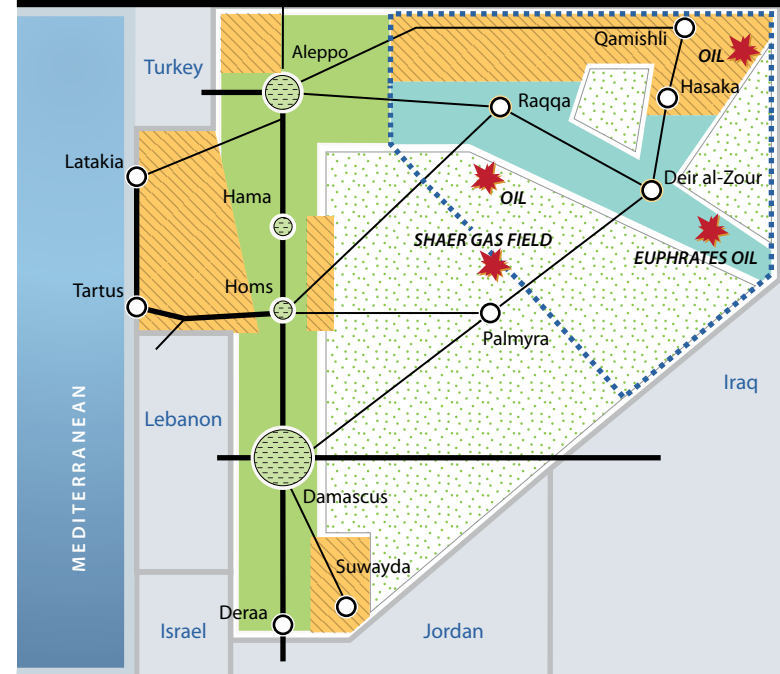 Aleppo
Qamishli
OIL
Turkey
Hasaka
Raqqa
Latakia
Deir al-Zour
Hama
OIL
SHAER GAS FIELD
EUPHRATES OIL
Tartus
Homs
Palmyra
Iraq
Lebanon
MEDITERRANEAN
Damascus
Suwayda
Deraa
Israel
Jordan